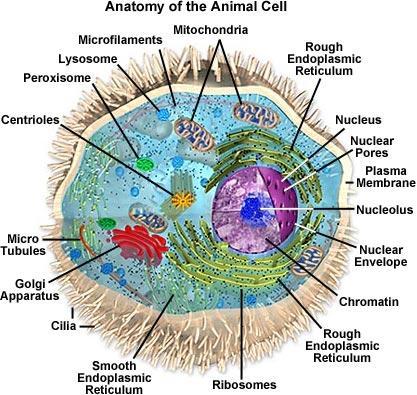 Anatomy of the Animal Cell
Mitochondria
Microfilaments
Lysosome
Peroxisome
Centrioles
Rough
Endoplasmic
Reticulum
Nucleus
Nuclear
Pores
Plasma
Membrane
Nucleolus
Nuclear
Envelope
Chromatin
Rough
Endoplasmic
Reticulum
Ribosomes
Smooth
Endoplasmic
Reticulum
Cilia
Golgi
Apparatus
Micro
Tubules